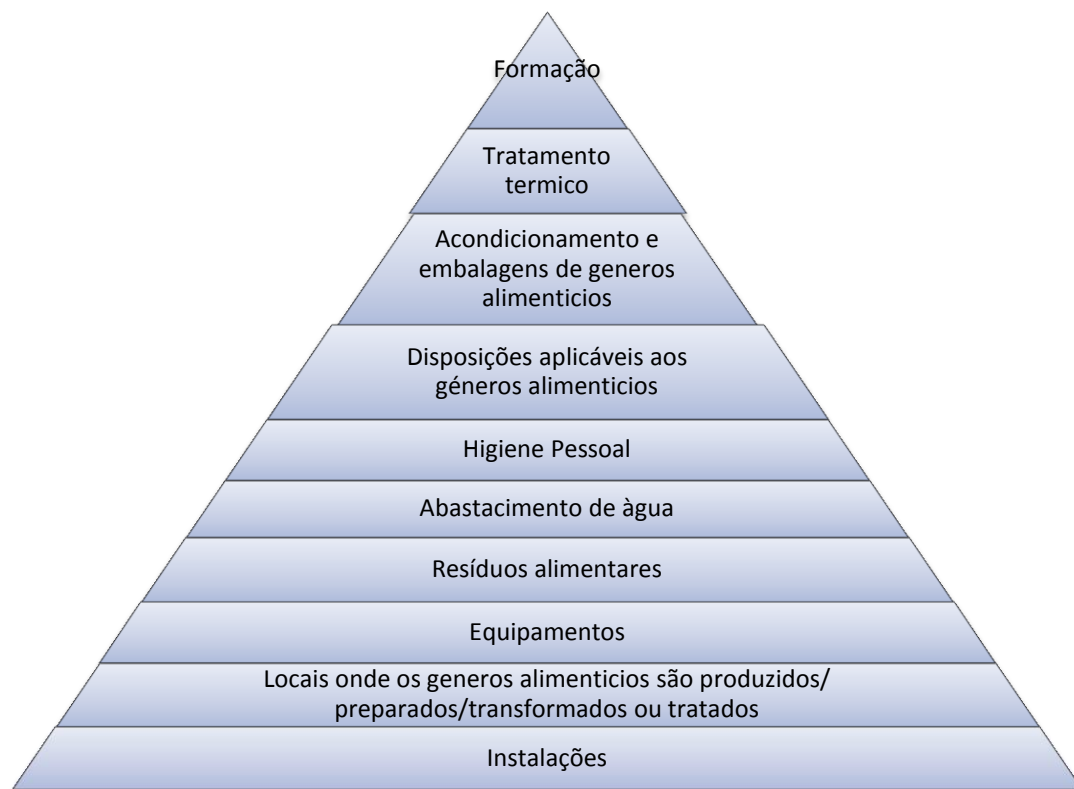 Formação
Tratamento
termico
Acondicionamento e
embalagens de generos
alimenticios
Disposições aplicáveis aos
géneros alimenticios
Higiene Pessoal
Abastacimento de àgua
Resíduos alimentares
Equipamentos
Locais onde os generos alimenticios são produzidos/
preparados/transformados ou tratados
Instalações